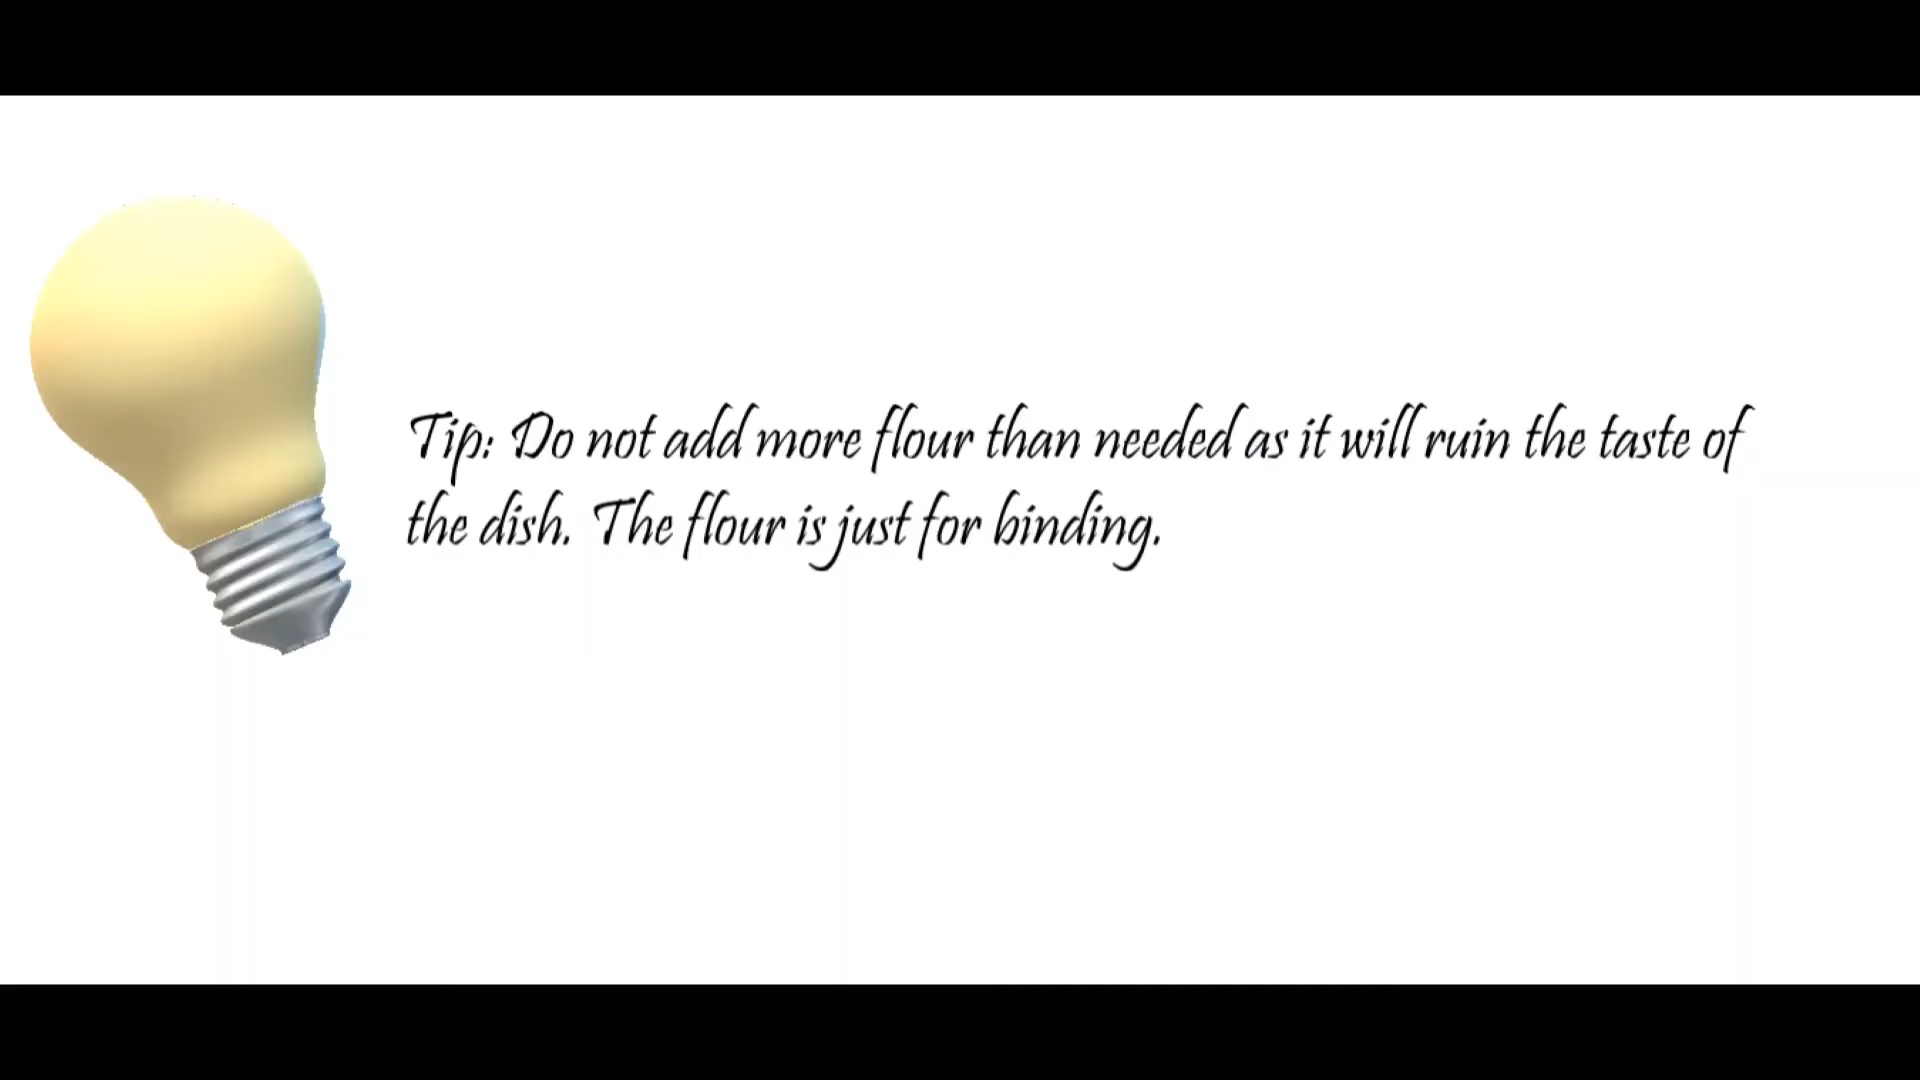 Tip: Do not add more flour than needed as it will ruin the taste of
the dish. The flour is just for binding.